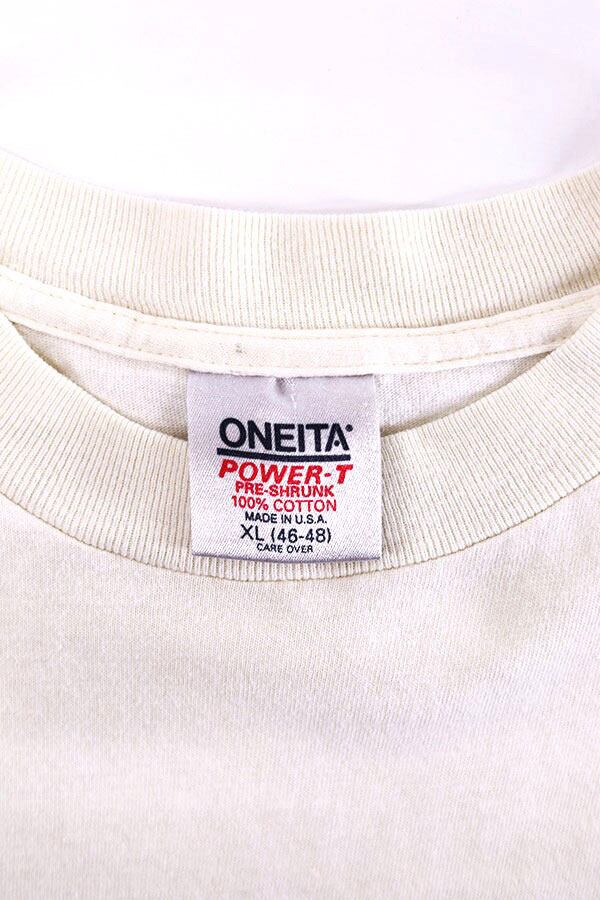 ONEITA
POWER-T
PRE-SHRUNK
100% COTTON
MADE IN U.S.A.
XL (46-48)
CARE OVER